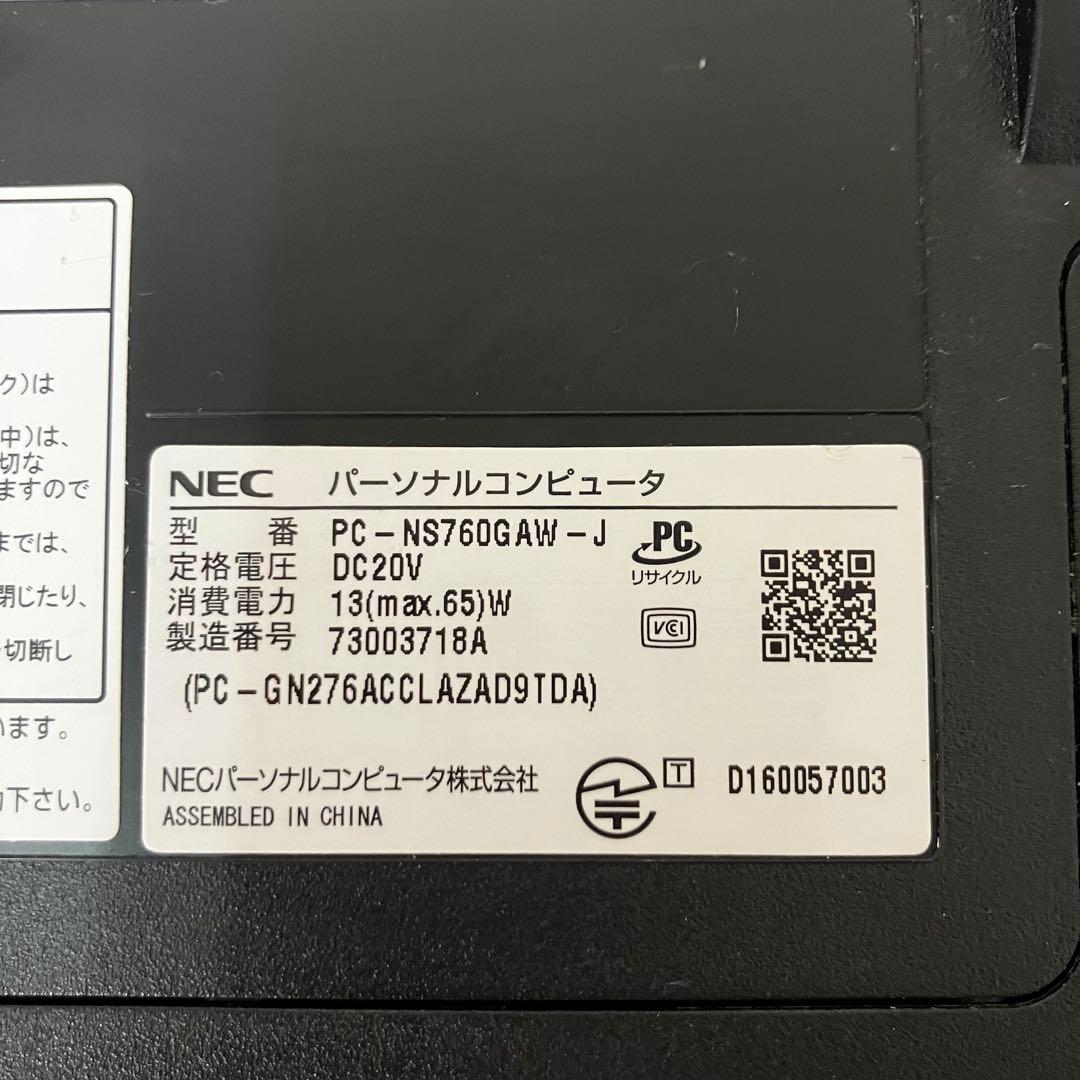 ク)は
中)は、
切な
ますので
までは、
閉じたり、
切断し
います。
下さい。
NEC パーソナルコンピュータ
型 番 PC-NS760GAW-J
定格電圧 DC20V
消費電力 13(max.65)W
製造番号 73003718A
(PC-GN276ACCLAZAD9TDA)
PC
リサイクル
VCI
NECパーソナルコンピュータ株式会社
ASSEMBLED IN CHINA
T D160057003